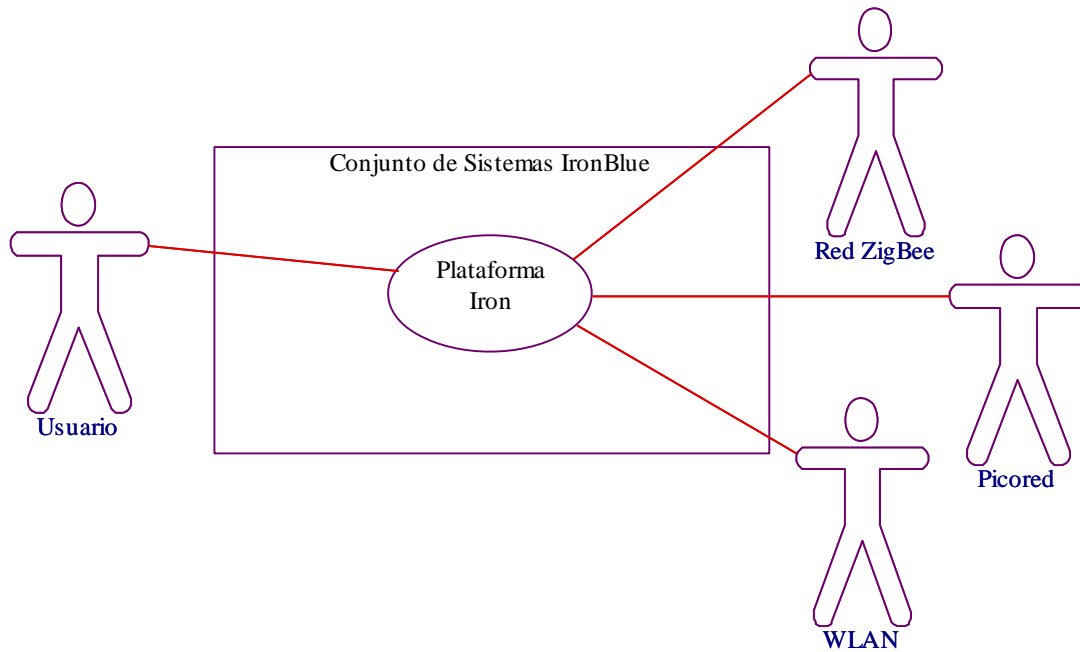 Conjunto de Sistemas IronBlue
Red ZigBee
Plataforma
Iron
Usuario
Picored
WLAN